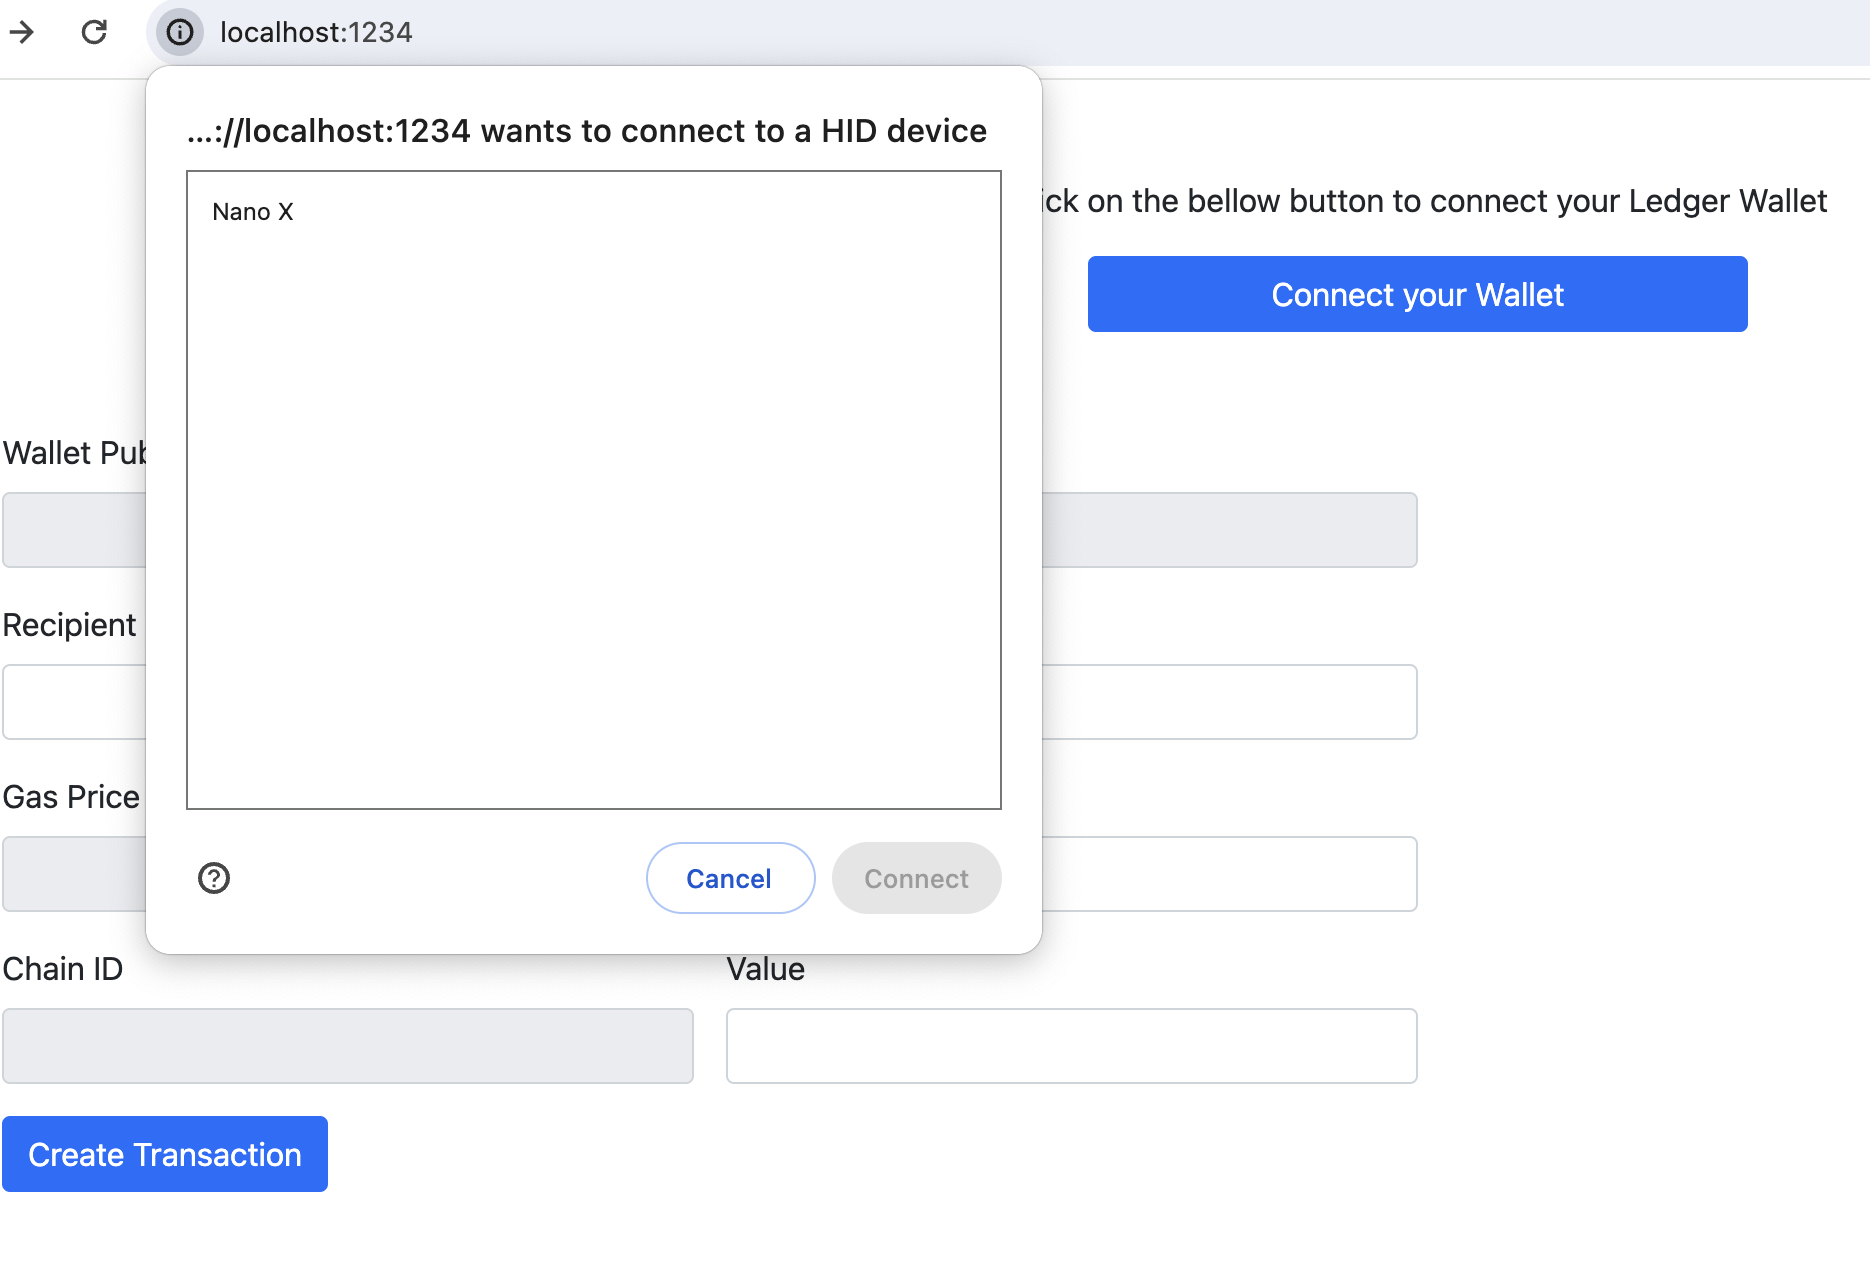 localhost:1234
...://localhost:1234 wants to connect to a HID device
Nano X
Cancel
Connect
ick on the bellow button to connect your Ledger Wallet
Connect your Wallet
Wallet Pub
Recipient
Gas Price
Chain ID
Value
Create Transaction